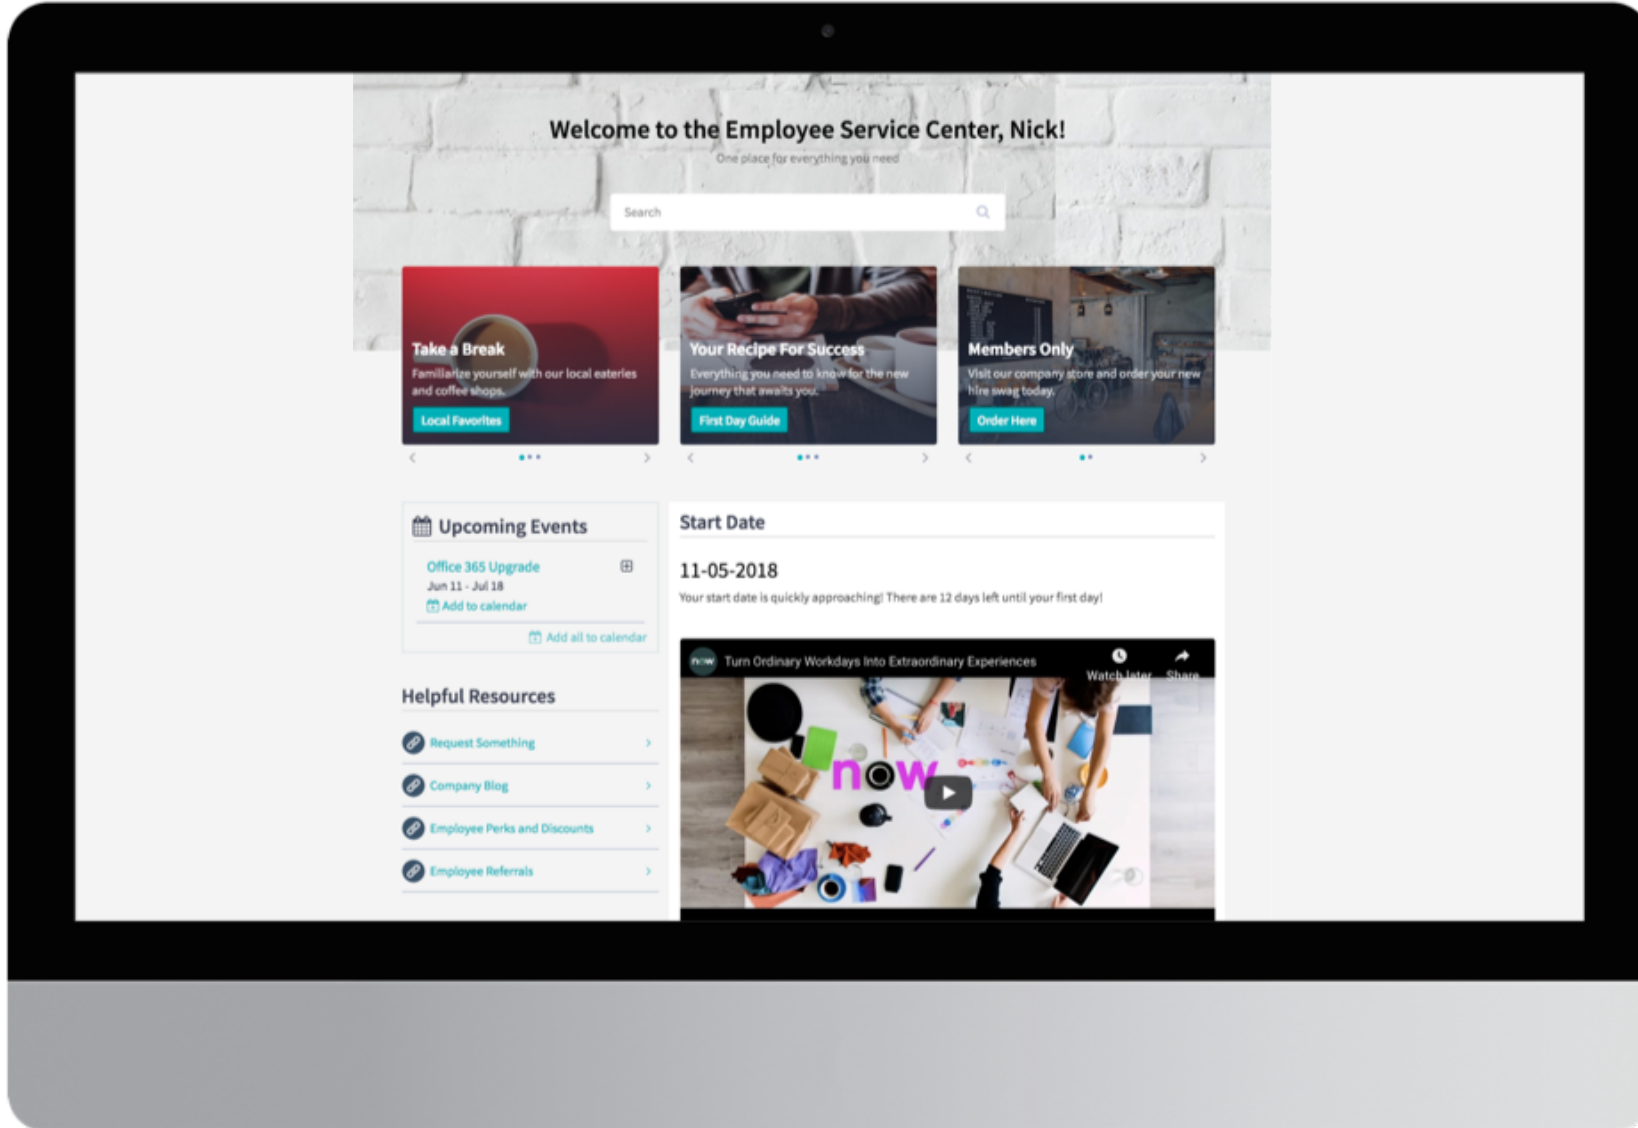 Welcome to the Employee Service Center, Nick!
One place for everything you need
Search
Take a Break
Familiarize yourself with our local eateries
and coffee shops.
Local Favorites
Your Recipe For Success
Everything you need to know for the new
journey that awaits you.
First Day Guide
Members Only
Visit our company store and order your new
hire swag today.
Order Here
Upcoming Events
Office 365 Upgrade
Jun 11 - Jul 18
Add to calendar
Add all to calendar
Helpful Resources
Request Something
Company Blog
Employee Perks and Discounts
Employee Referrals
Start Date
11-05-2018
Your start date is quickly approaching! There are 12 days left until your first day!
now
Turn Ordinary Workdays Into Extraordinary Experiences
Watch later
Share
now